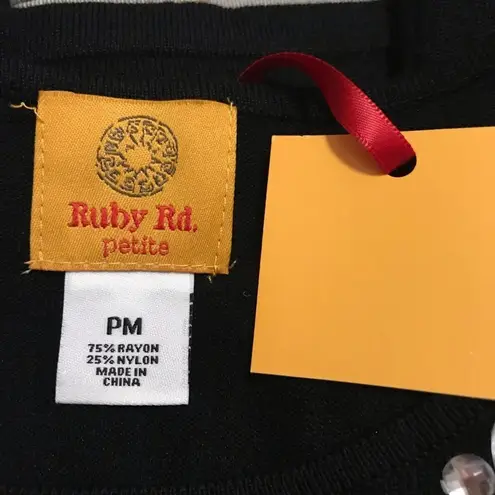 Ruby Rd.
petite
PM
75% RAYON
25% NYLON
MADE IN
CHINA